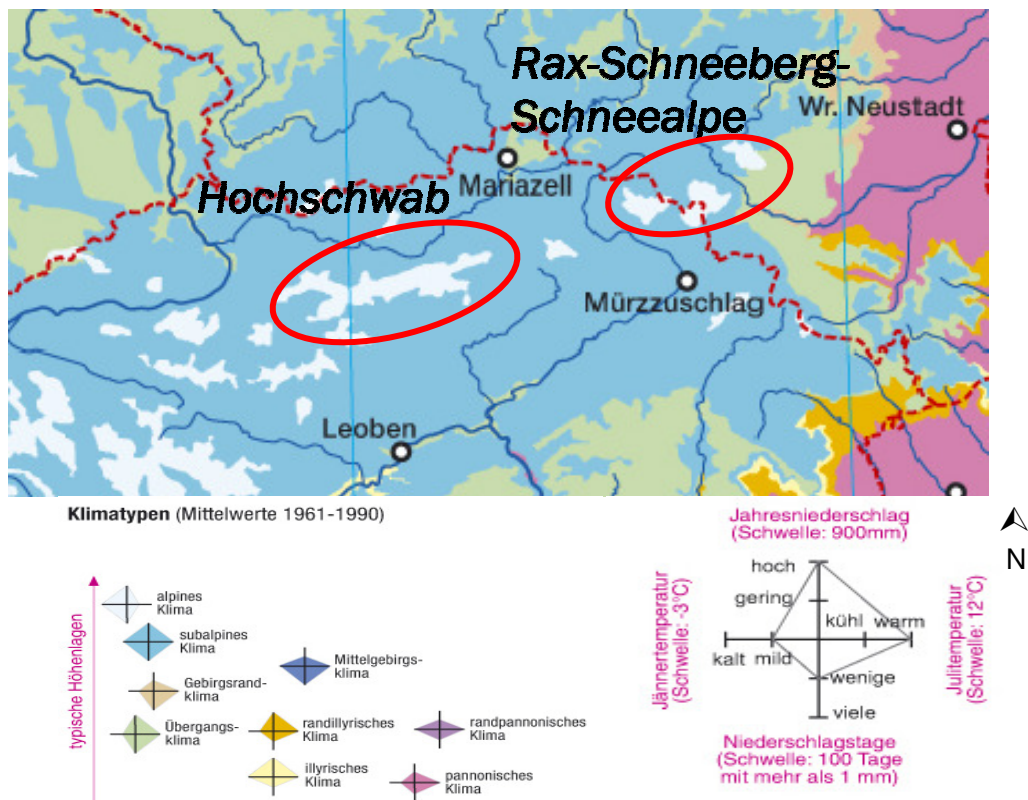 Rax-Schneeberg-
Schneealpe
Wr. Neustadt
Mariazell
Hochschwab
Mürzzuschlag
Leoben
Klimatypen (Mittelwerte 1961-1990)
typische Höhenlagen
alpines
Klima
subalpines
Klima
Mittelgebirgs-
klima
Gebirgsrand-
klima
Übergangs-
klima
randillyrisches
Klima
randpannonisches
Klima
illyrisches
Klima
pannonisches
Klima
Jahresniederschlag
(Schwelle: 900mm)
Jännertemperatur
(Schwelle: -3°C)
hoch
gering
kühl
warm
kalt
mild
wenige
viele
Julitemperatur
(Schwelle: 12°C)
Niederschlagstage
(Schwelle: 100 Tage
mit mehr als 1 mm)
N